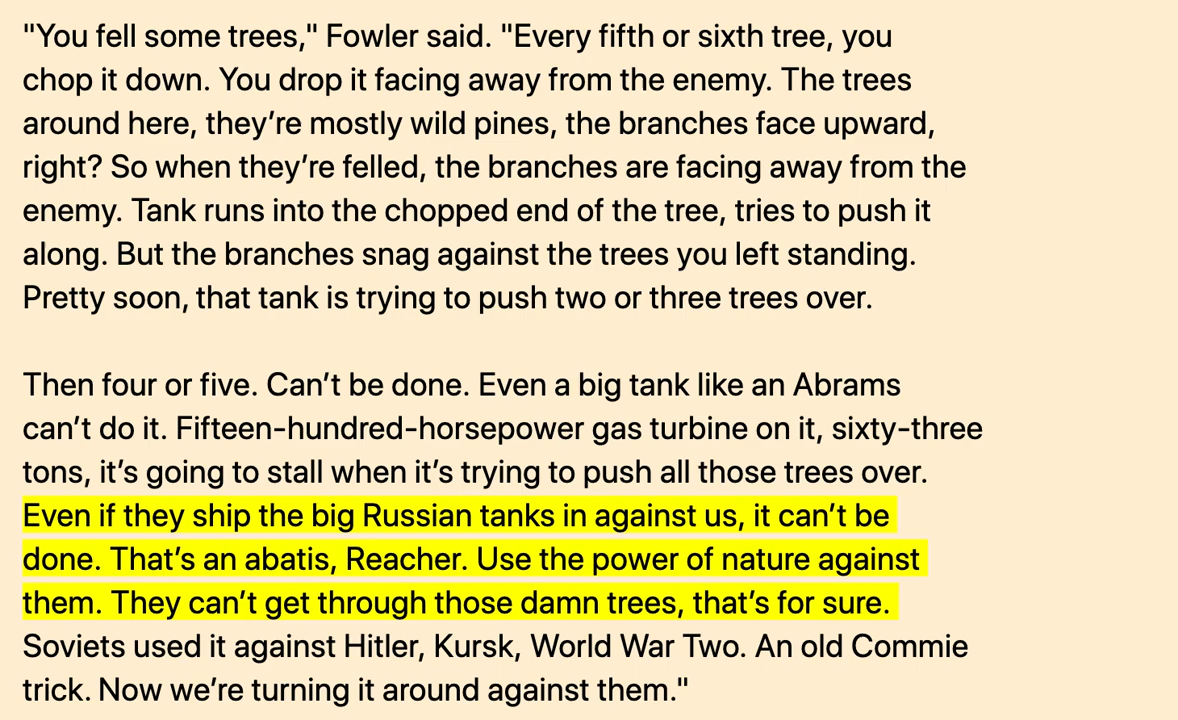 "You fell some trees," Fowler said. "Every fifth or sixth tree, you
chop it down. You drop it facing away from the enemy. The trees
around here, they’re mostly wild pines, the branches face upward,
right? So when they’re felled, the branches are facing away from the
enemy. Tank runs into the chopped end of the tree, tries to push it
along. But the branches snag against the trees you left standing.
Pretty soon, that tank is trying to push two or three trees over.

Then four or five. Can’t be done. Even a big tank like an Abrams
can’t do it. Fifteen-hundred-horsepower gas turbine on it, sixty-three
tons, it’s going to stall when it’s trying to push all those trees over.
Even if they ship the big Russian tanks in against us, it can’t be
done. That’s an abatis, Reacher. Use the power of nature against
them. They can’t get through those damn trees, that’s for sure.
Soviets used it against Hitler, Kursk, World War Two. An old Commie
trick. Now we’re turning it around against them."